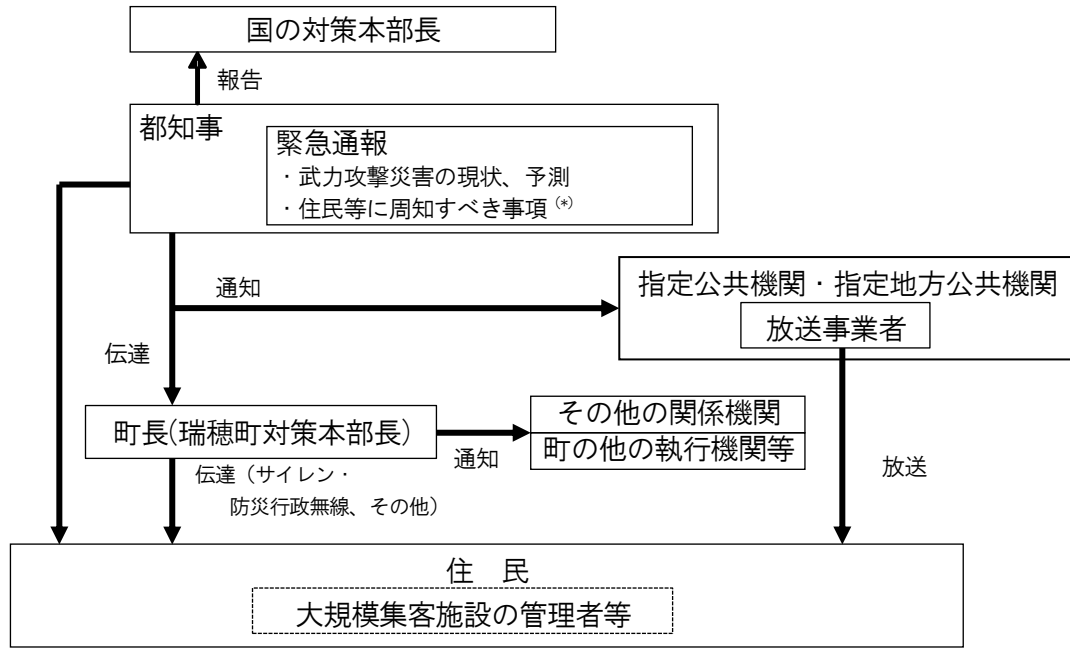 国の対策本部長
報告
都知事
緊急通報
・武力攻撃災害の現状、予測
・住民等に周知すべき事項(*)
通知
指定公共機関・指定地方公共機関
放送事業者
伝達
町長(瑞穂町対策本部長)
通知
その他の関係機関
町の他の執行機関等
伝達（サイレン・
防災行政無線、その他）
放送
住　民
大規模集客施設の管理者等